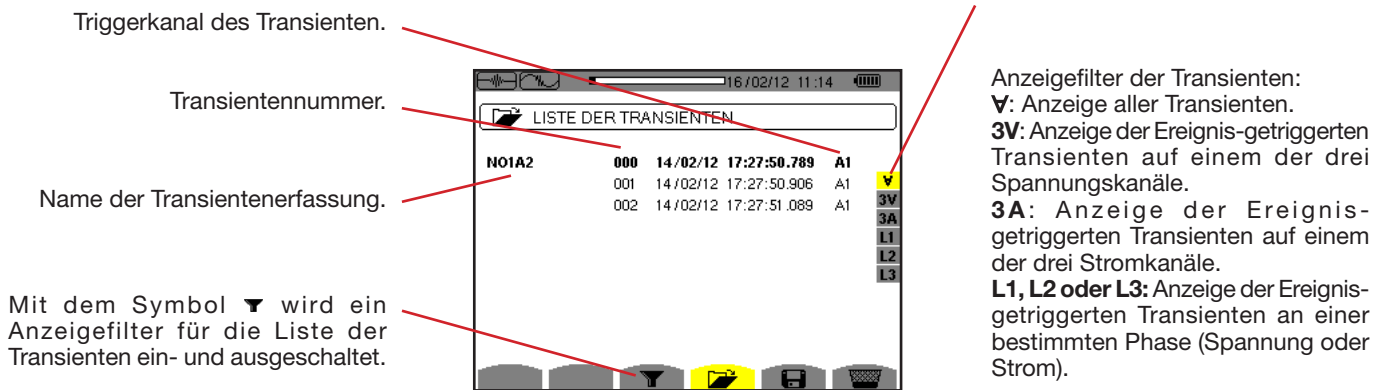 Triggerkanal des Transienten.
Transientennummer.
Name der Transientenerfassung.
Mit dem Symbol wird ein
Anzeigefilter für die Liste der
Transienten ein- und ausgeschaltet.
16/02/12 11:14
LISTE DER TRANSIENTEN
NO1A2 000 14/02/12 17:27:50.789 A1
001 14/02/12 17:27:50.906 A1
002 14/02/12 17:27:51.089 A1
∀
3V
3A
L1
L2
L3
Anzeigefilter der Transienten:
∀: Anzeige aller Transienten.
3V: Anzeige der Ereignis-getriggerten
Transienten auf einem der drei
Spannungskanäle.
3A: Anzeige der Ereignis-
getriggerten Transienten auf einem
der drei Stromkanäle.
L1, L2 oder L3: Anzeige der Ereignis-
getriggerten Transienten an einer
bestimmten Phase (Spannung oder
Strom).